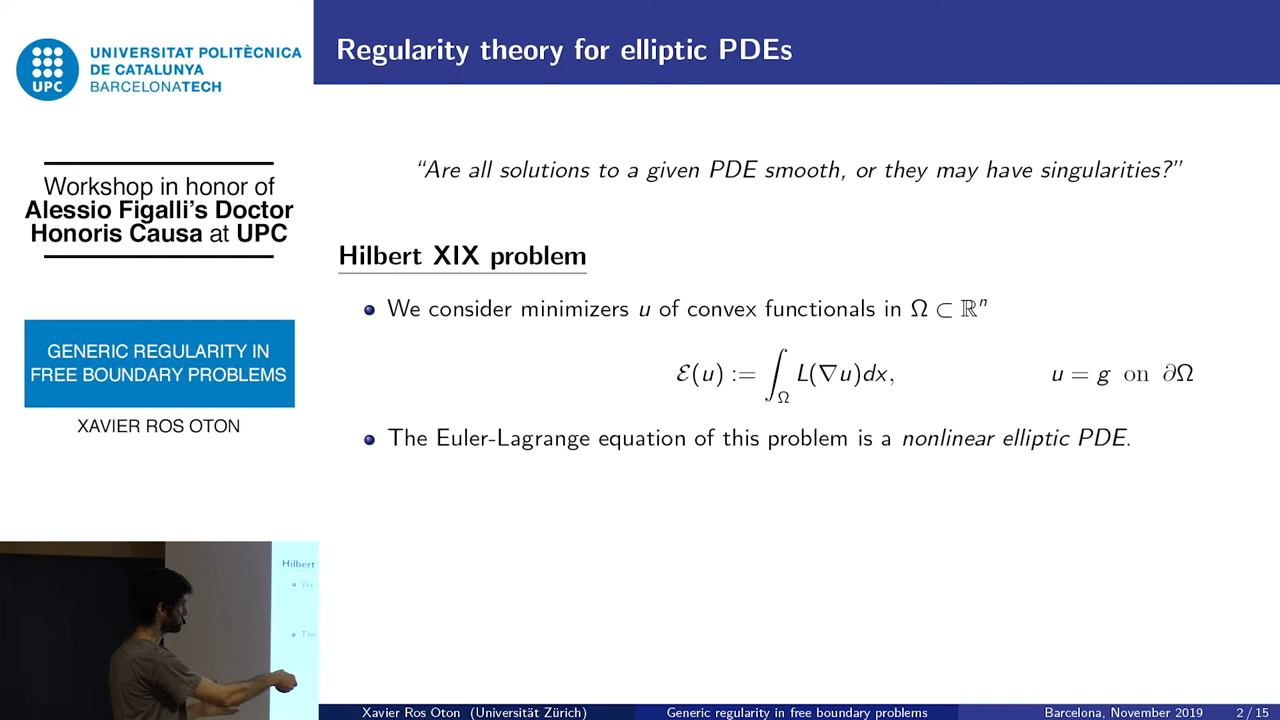 UNIVERSITAT POLITÈCNICA
DE CATALUNYA
BARCELONATECH
UPC
Workshop in honor of
Alessio Figalli's Doctor
Honoris Causa at UPC
GENERIC REGULARITY IN
FREE BOUNDARY PROBLEMS
XAVIER ROS OTON
Regularity theory for elliptic PDEs
“Are all solutions to a given PDE smooth, or they may have singularities?”
Hilbert XIX problem
We consider minimizers u of convex functionals in Ω ⊂ ℝⁿ
ℰ(u) := ∫_Ω L(∇u)dx, u = g on ∂Ω
The Euler-Lagrange equation of this problem is a nonlinear elliptic PDE.
Hilbert
We
The
Xavier Ros Oton (Universität Zürich) Generic regularity in free boundary problems Barcelona, November 2019 2 / 15